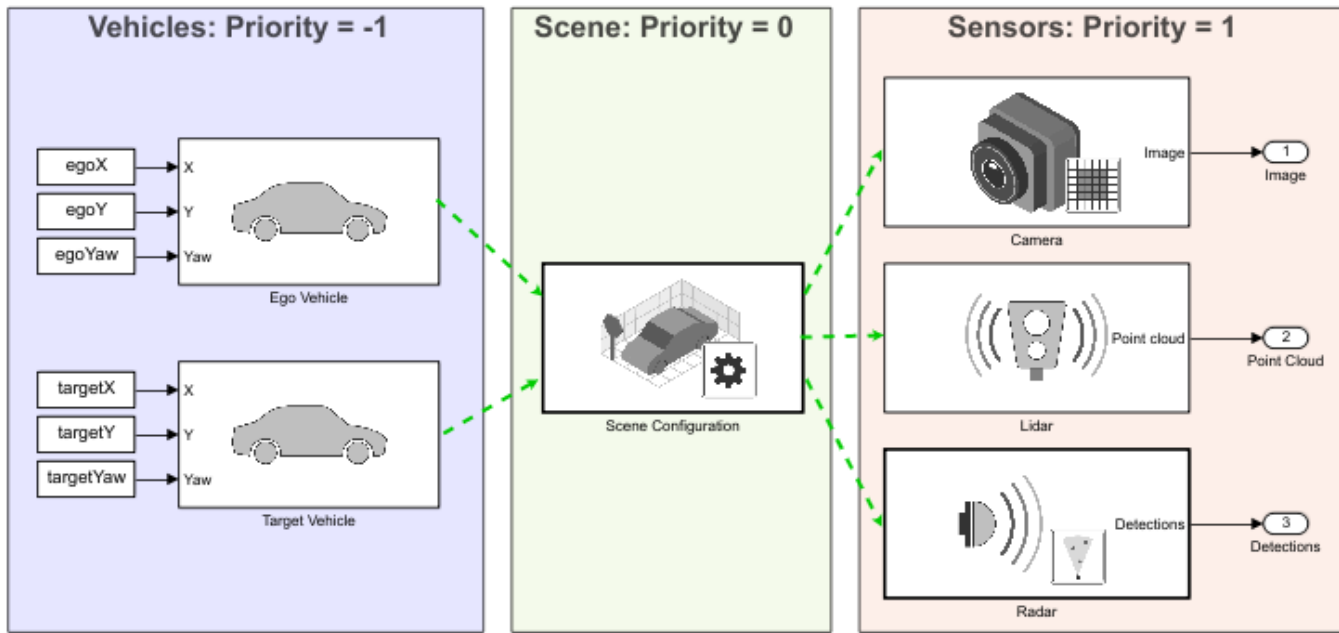 Vehicles: Priority = -1
egoX
egoY
egoYaw
X
Y
Yaw
Ego Vehicle
targetX
targetY
targetYaw
X
Y
Yaw
Target Vehicle
Scene: Priority = 0
Scene Configuration
Sensors: Priority = 1
Image
1
Image
Camera
Point cloud
2
Point Cloud
Lidar
Detections
3
Detections
Radar